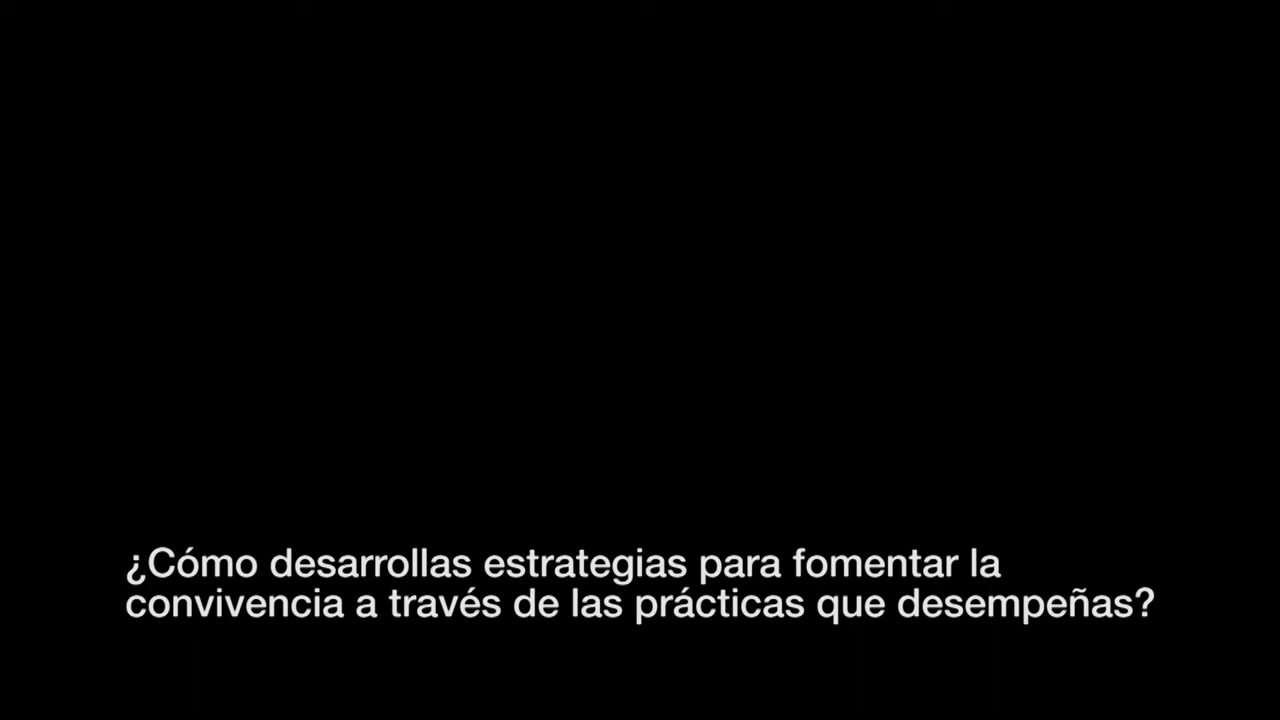 ¿Cómo desarrollas estrategias para fomentar la
convivencia a través de las prácticas que desempeñas?